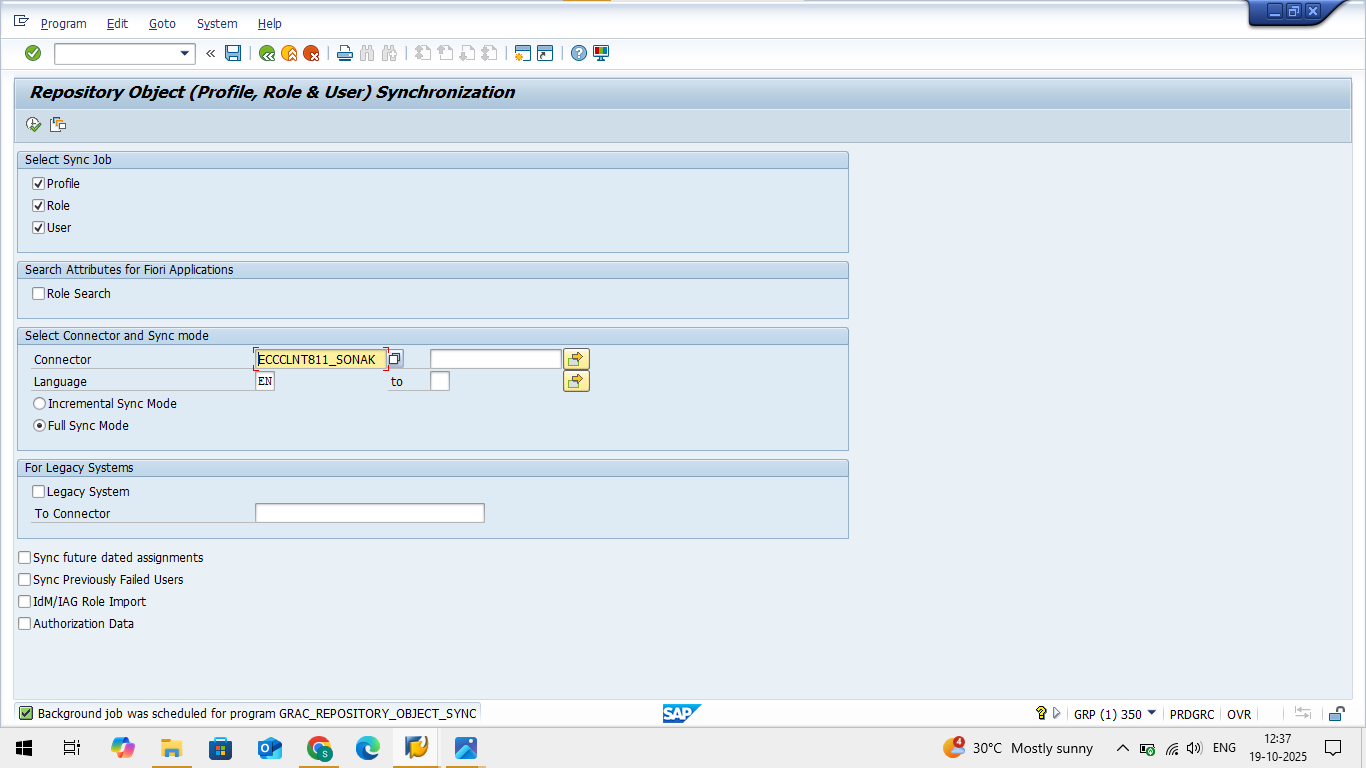 Program Edit Goto System Help
Repository Object (Profile, Role & User) Synchronization
Select Sync Job
Profile
Role
User
Search Attributes for Fiori Applications
Role Search
Select Connector and Sync mode
Connector ECCCLNT811_SONAK
Language EN to
Incremental Sync Mode
Full Sync Mode
For Legacy Systems
Legacy System
To Connector
Sync future dated assignments
Sync Previously Failed Users
IdM/IAG Role Import
Authorization Data
Background job was scheduled for program GRAC_REPOSITORY_OBJECT_SYNC SAP GRP (1) 350 PRDGRC OVR
4 30°C Mostly sunny ENG 12:37
19-10-2025